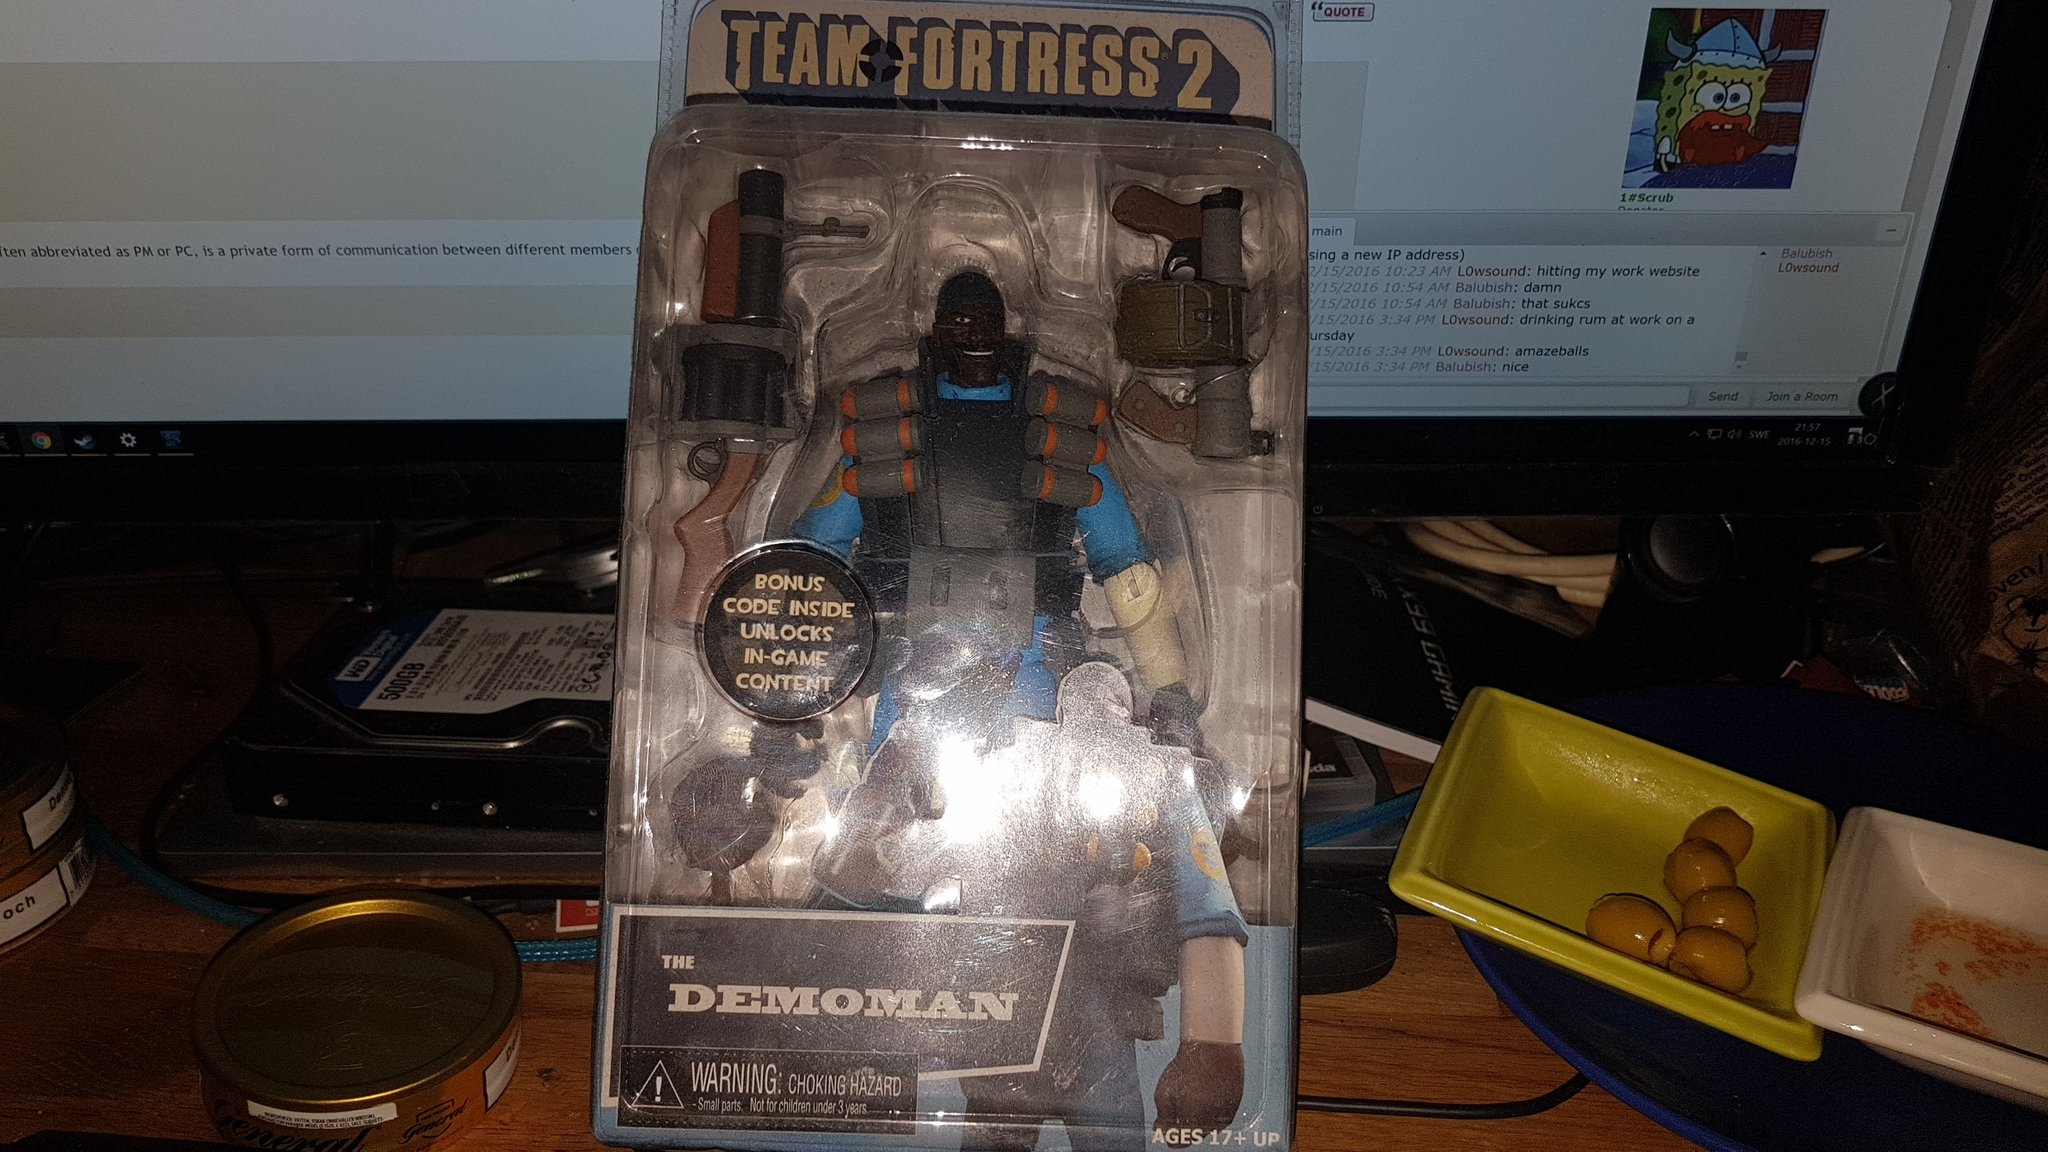 TEAM FORTRESS 2
BONUS
CODE INSIDE
UNLOCKS
IN-GAME
CONTENT
THE
DEMOMAN
WARNING: CHOKING HAZARD
- Small parts. Not for children under 3 years.
AGES 17+ UP
ften abbreviated as PM or PC, is a private form of communication between different members
QUOTE
1#Scrub
main
sing a new IP address)
/15/2016 10:23 AM L0wsound: hitting my work website
/15/2016 10:54 AM Balubish: damn
/15/2016 10:54 AM Balubish: that sukcs
/15/2016 3:34 PM L0wsound: drinking rum at work on a
ursday
/15/2016 3:34 PM L0wsound: amazeballs
/15/2016 3:34 PM Balubish: nice
Balubish
L0wsound
Send
Join a Room
SWE
21:57
2016-12-15
WD
500GB
och
General